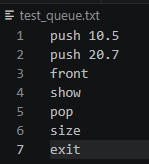 test_queue.txt
1 push 10.5
2 push 20.7
3 front
4 show
5 pop
6 size
7 exit